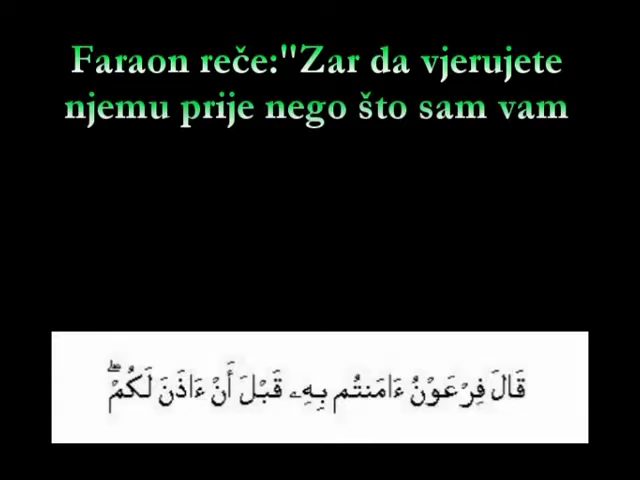 Faraon reče:"Zar da vjerujete
njemu prije nego što sam vam
قَالَ فِرْعَوْنُ ءَامَنتُم بِهِۦ قَبْلَ أَنْ ءَاذَنَ لَكُمْۖ